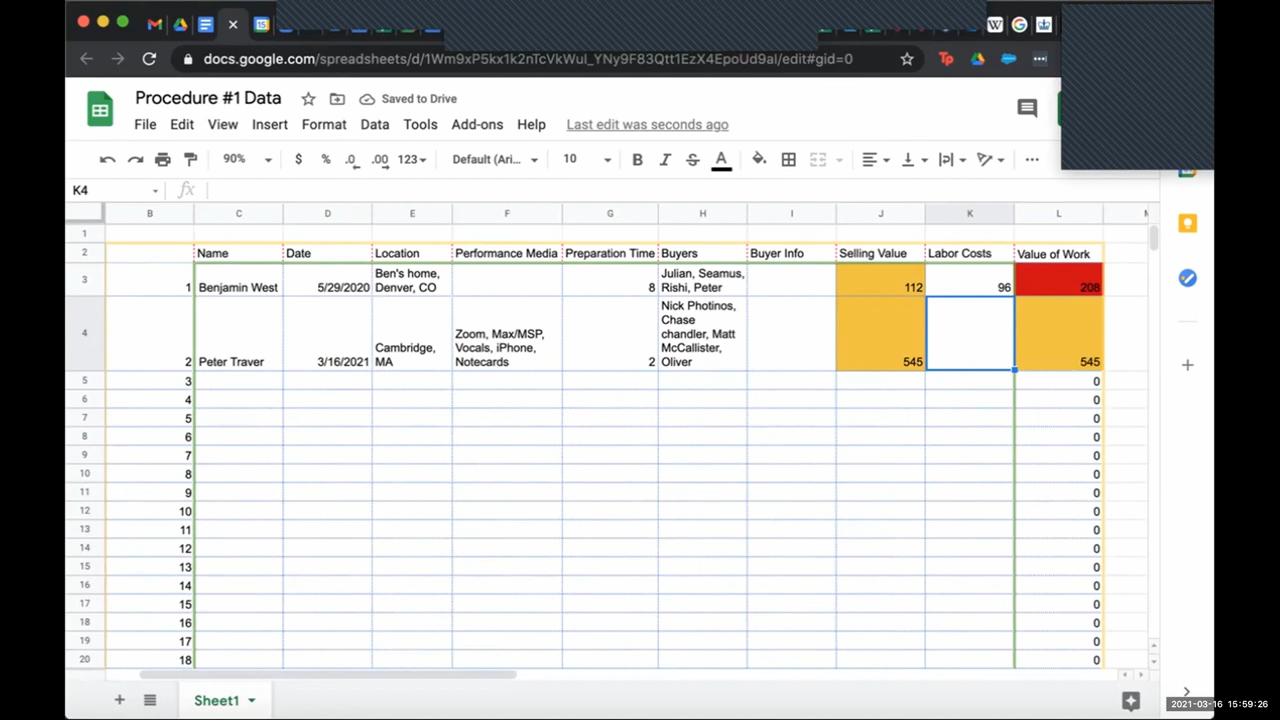 15
W
G
docs.google.com/spreadsheets/d/1Wm9xP5kx1k2nTcVkWul_YNy9F83Qtt1EzX4EpoUd9aI/edit#gid=0
Tp
Procedure #1 Data
Saved to Drive
File Edit View Insert Format Data Tools Add-ons Help Last edit was seconds ago
90% $ % .0 .00 123 Default (Ari... 10 B I S A
K4 fx
B C D E F G H I J K L
1
2 Name Date Location Performance Media Preparation Time Buyers Buyer Info Selling Value Labor Costs Value of Work
3 1 Benjamin West 5/29/2020 Ben's home, Denver, CO 8 Julian, Seamus, Rishi, Peter 112 96 208
4 2 Peter Traver 3/16/2021 Cambridge, MA Zoom, Max/MSP, Vocals, iPhone, Notecards 2 Nick Photinos, Chase chandler, Matt McCallister, Oliver 545 545
5 3 0
6 4 0
7 5 0
8 6 0
9 7 0
10 8 0
11 9 0
12 10 0
13 11 0
14 12 0
15 13 0
16 14 0
17 15 0
18 16 0
19 17 0
20 18 0
Sheet1
2021-03-16 15:59:26